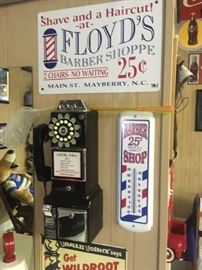 Shave and a Haircut!
-at-
FLOYD'S
BARBER SHOPPE
2 CHAIRS- NO WAITING 25¢
MAIN ST. MAYBERRY, N.C.
LOCAL CALL
BARBER
25¢
SHOP
Get
WILDROOT